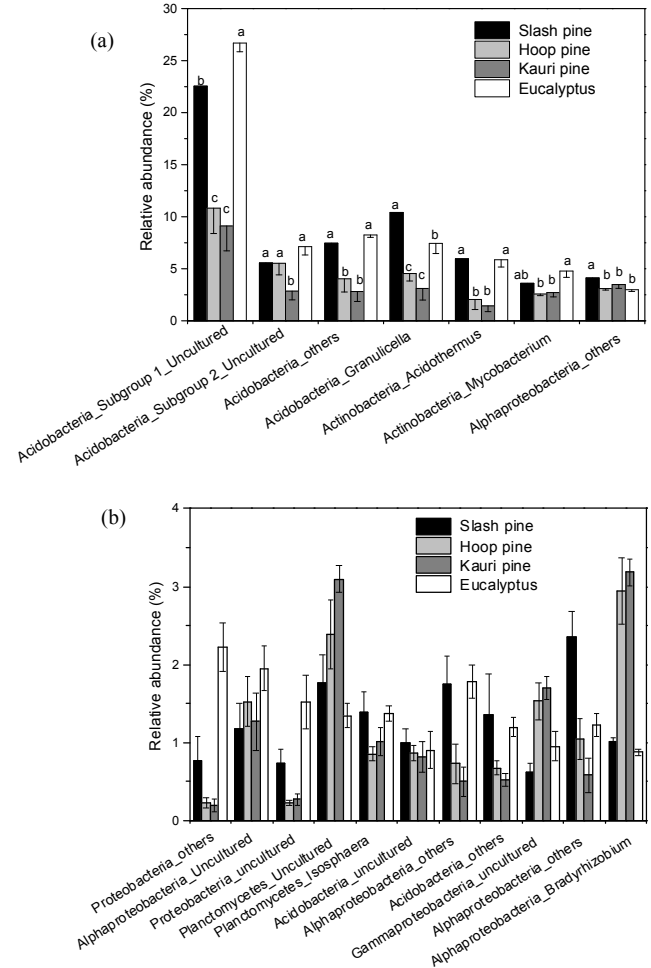 (a)
30
25
20
15
10
5
0
Relative abundance (%)
Slash pine
Hoop pine
Kauri pine
Eucalyptus
b c c a
a a b a
a b b a
a c c b
a b b a
ab b b a
a b b b
Acidobacteria_Subgroup 1_Uncultured
Acidobacteria_Subgroup 2_Uncultured
Acidobacteria_others
Acidobacteria_Granulicella
Actinobacteria_Acidothermus
Actinobacteria_Mycobacterium
Alphaproteobacteria_others
(b)
4
3
2
1
0
Relative abundance (%)
Slash pine
Hoop pine
Kauri pine
Eucalyptus
Proteobacteria_others
Alphaproteobacteria_Uncultured
Proteobacteria_uncultured
Planctomycetes_Uncultured
Planctomycetes_Isosphaera
Acidobacteria_uncultured
Alphaproteobacteria_others
Acidobacteria_others
Gammaproteobacteria_uncultured
Alphaproteobacteria_others
Alphaproteobacteria_Bradyrhizobium